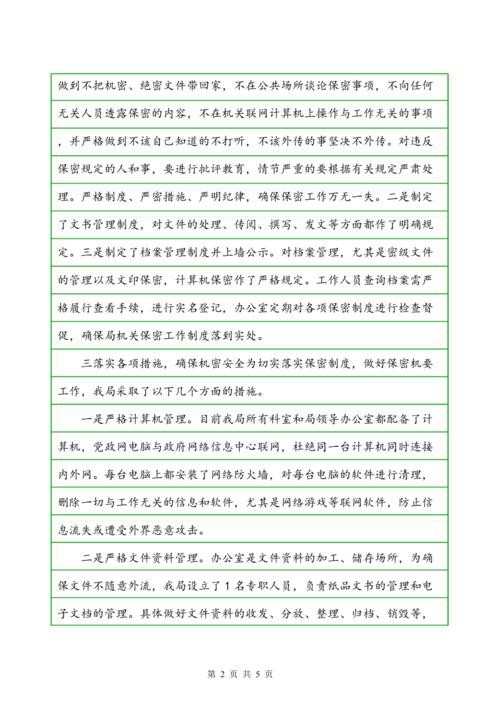 做到不把机密、绝密文件带回家，不在公共场所谈论保密事项，不向任何
无关人员透露保密的内容，不在机关联网计算机上操作与工作无关的事项
，并严格做到不该自己知道的不打听，不该外传的事坚决不外传。对违反
保密规定的人和事，要进行批评教育，情节严重的要根据有关规定严肃处
理。严格制度、严密措施、严明纪律，确保保密工作万无一失。二是制定
了文书管理制度，对文件的处理、传阅、撰写、发文等方面都作了明确规
定。三是制定了档案管理制度并上墙公示。对档案管理，尤其是密级文件
的管理以及文印保密，计算机保密作了严格规定。工作人员查询档案需严
格履行查看手续，进行实名登记，办公室定期对各项保密制度进行检查督
促，确保局机关保密工作制度落到实处。
三落实各项措施，确保机密安全为切实落实保密制度，做好保密机要
工作，我局采取了以下几个方面的措施。
一是严格计算机管理。目前我局所有科室和局领导办公室都配备了计
算机，党政网电脑与政府网络信息中心联网，杜绝同一台计算机同时连接
内外网。每台电脑上都安装了网络防火墙，对每台电脑的软件进行清理，
删除一切与工作无关的信息和软件，尤其是网络游戏等联网软件，防止信
息流失或遭受外界恶意攻击。
二是严格文件资料管理。办公室是文件资料的加工、储存场所，为确
保文件不随意外流，我局设立了 1 名专职人员，负责纸品文书的管理和电
子文档的管理。具体做好文件资料的收发、分放、整理、归档、销毁等，
第 2 页 共 5 页